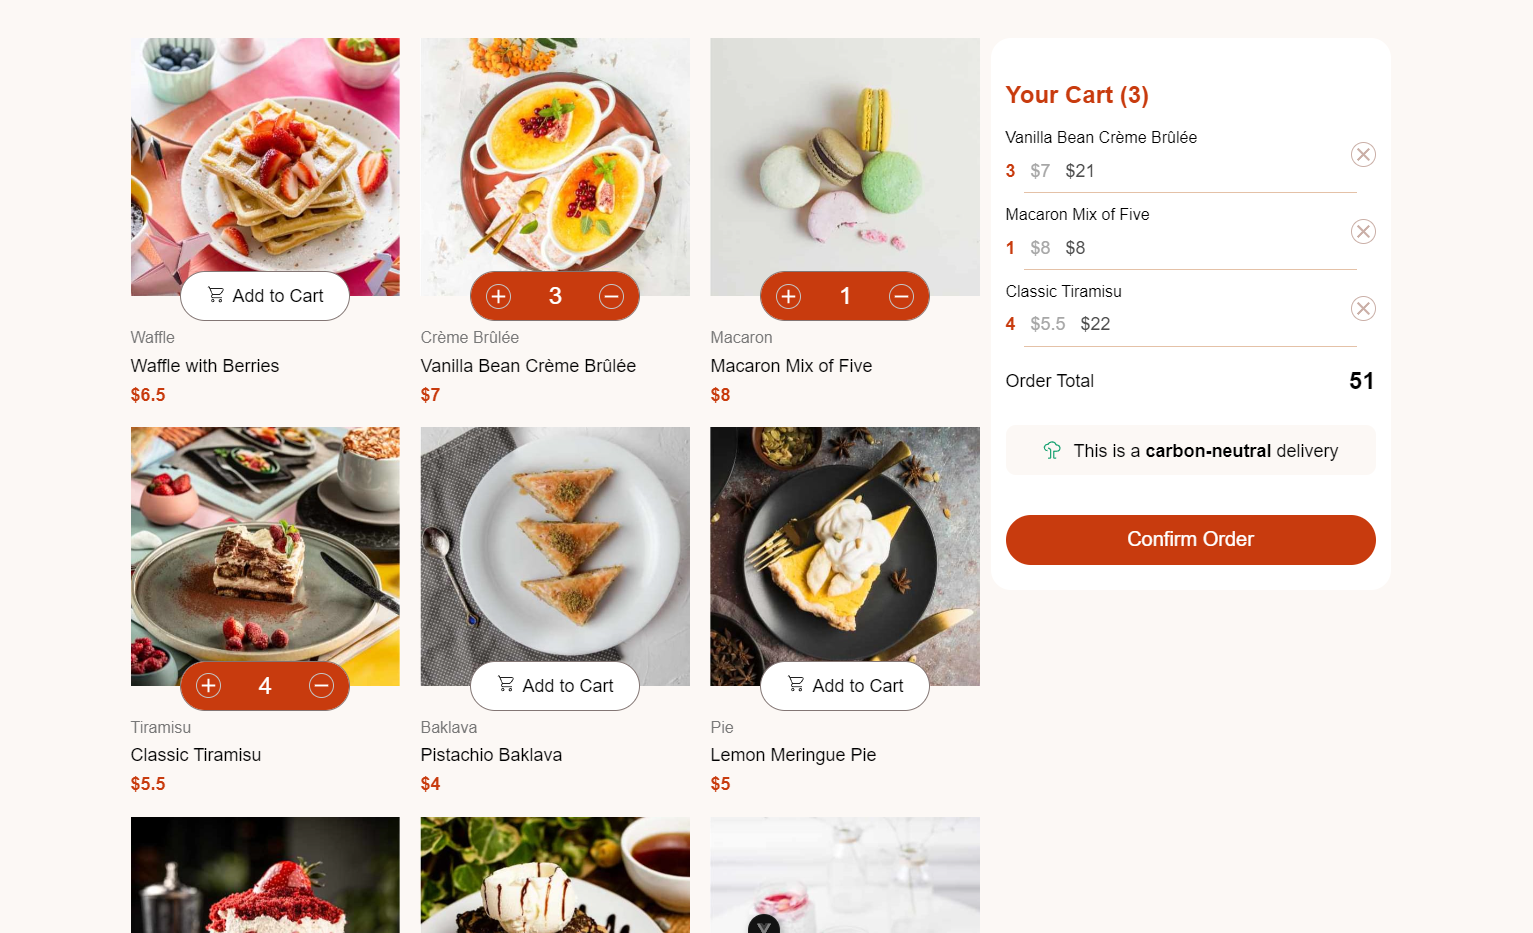 Add to Cart
Waffle
Waffle with Berries
$6.5
3
Crème Brûlée
Vanilla Bean Crème Brûlée
$7
1
Macaron
Macaron Mix of Five
$8
4
Tiramisu
Classic Tiramisu
$5.5
Add to Cart
Baklava
Pistachio Baklava
$4
Add to Cart
Pie
Lemon Meringue Pie
$5
Your Cart (3)
Vanilla Bean Crème Brûlée
3 $7 $21
Macaron Mix of Five
1 $8 $8
Classic Tiramisu
4 $5.5 $22
Order Total 51
This is a carbon-neutral delivery
Confirm Order